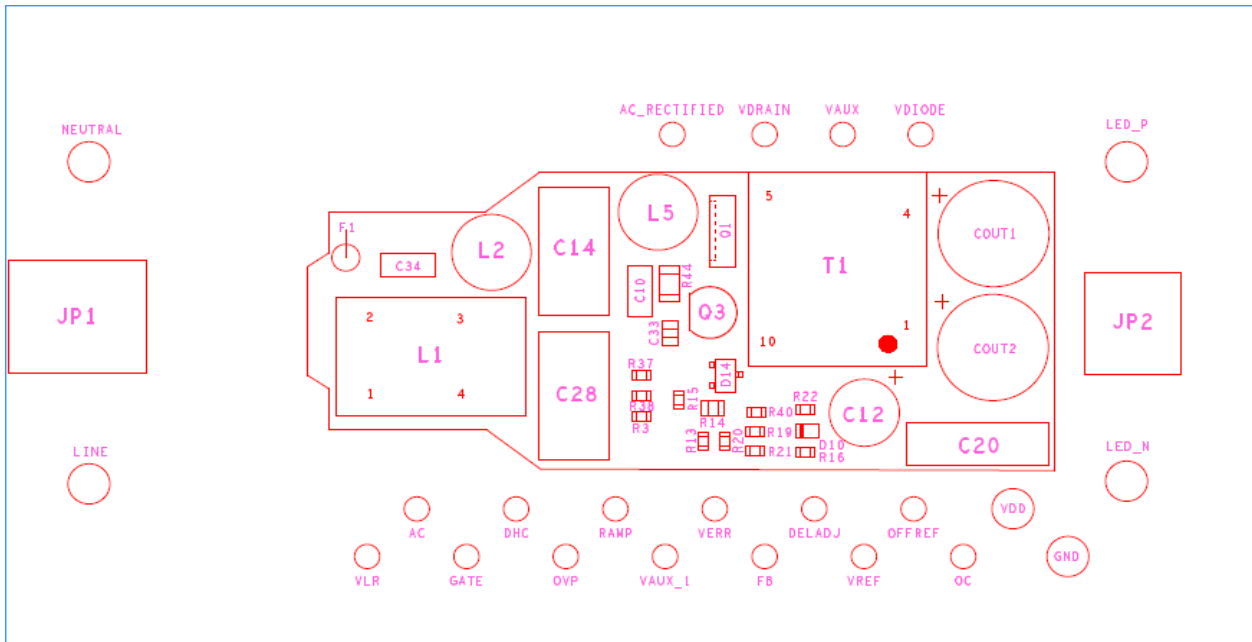 AC_RECTIFIED VDRAIN VAUX VDIODE
NEUTRAL
LED_P
5
4
+
F1
L2
C14
L5
Q1
T1
COUT1
C34
R44
C10
JP1
2
3
Q3
+
1
JP2
L1
C33
10
COUT2
1
4
C28
R37
R38
R3
R15
D14
R14
R13
R20
R40
R19
R21
R22
D10
R16
+
C12
C20
LINE
LED_N
VDD
AC DHC RAMP VERR DELADJ OFFREF
GND
VLR GATE OVP VAUX_L FB VREF OC